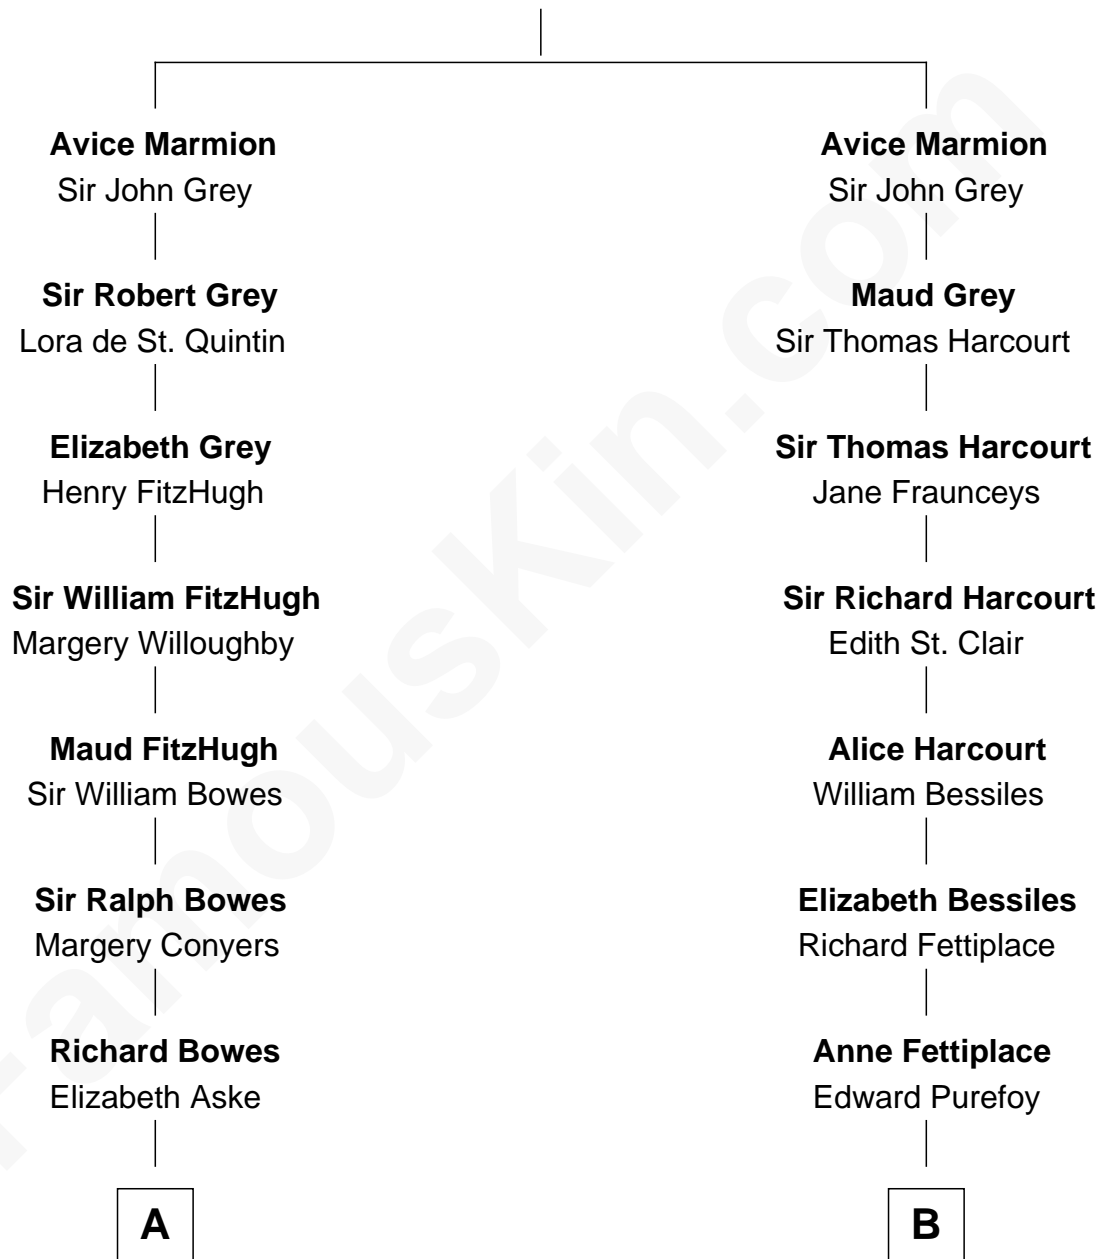 Avice Marmion
Sir John Grey
Sir Robert Grey
Lora de St. Quintin
Elizabeth Grey
Henry FitzHugh
Sir William FitzHugh
Margery Willoughby
Maud FitzHugh
Sir William Bowes
Sir Ralph Bowes
Margery Conyers
Richard Bowes
Elizabeth Aske
A
Avice Marmion
Sir John Grey
Maud Grey
Sir Thomas Harcourt
Sir Thomas Harcourt
Jane Fraunceys
Sir Richard Harcourt
Edith St. Clair
Alice Harcourt
William Bessiles
Elizabeth Bessiles
Richard Fettiplace
Anne Fettiplace
Edward Purefoy
B
FamousKin.com